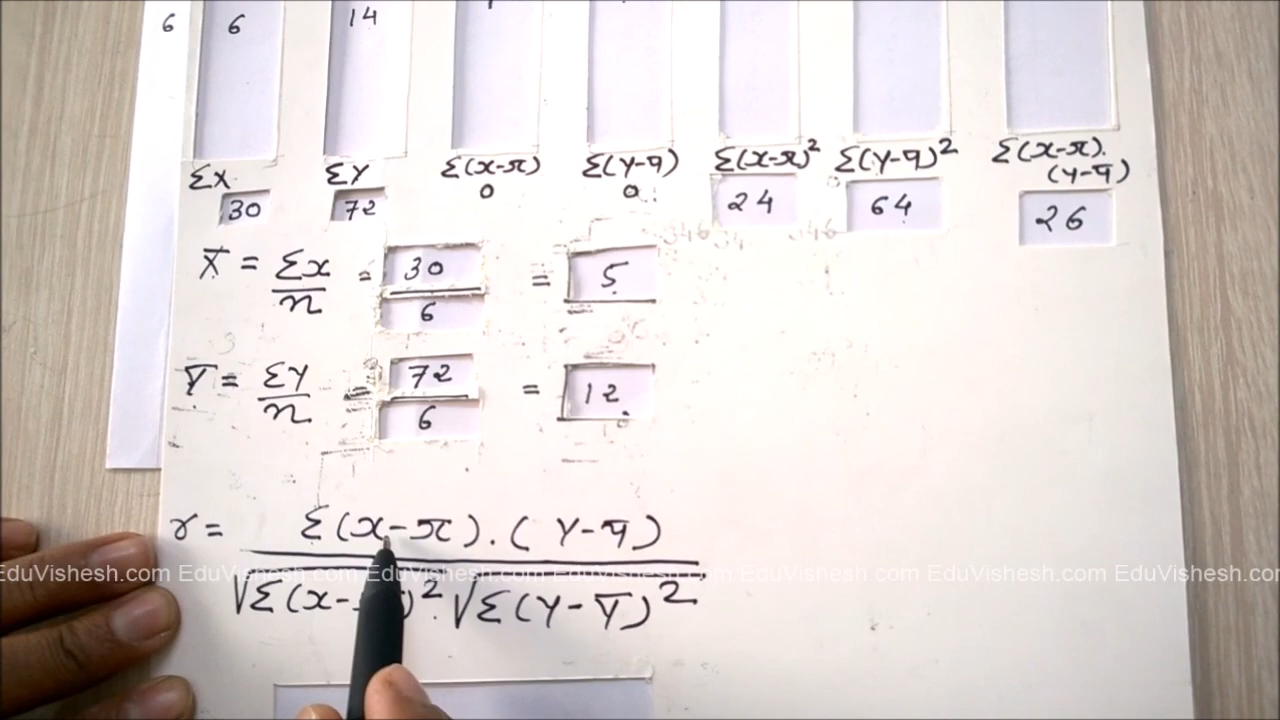 6 6 14
Σx Σy Σ(x-x̄) Σ(y-ȳ) Σ(x-x̄)² Σ(y-ȳ)² Σ(x-x̄).(y-ȳ)
30 72 0 0 24 64 26
X̄ = Σx/n = 30/6 = 5
Ȳ = Σy/n = 72/6 = 12
r = Σ(x-x̄).(y-ȳ)
EduVishesh.com EduVishesh.com EduVishesh.com EduVishesh.com EduVishesh.com EduVishesh.com EduVishesh.com
√Σ(x- )² . √Σ(y-ȳ)²